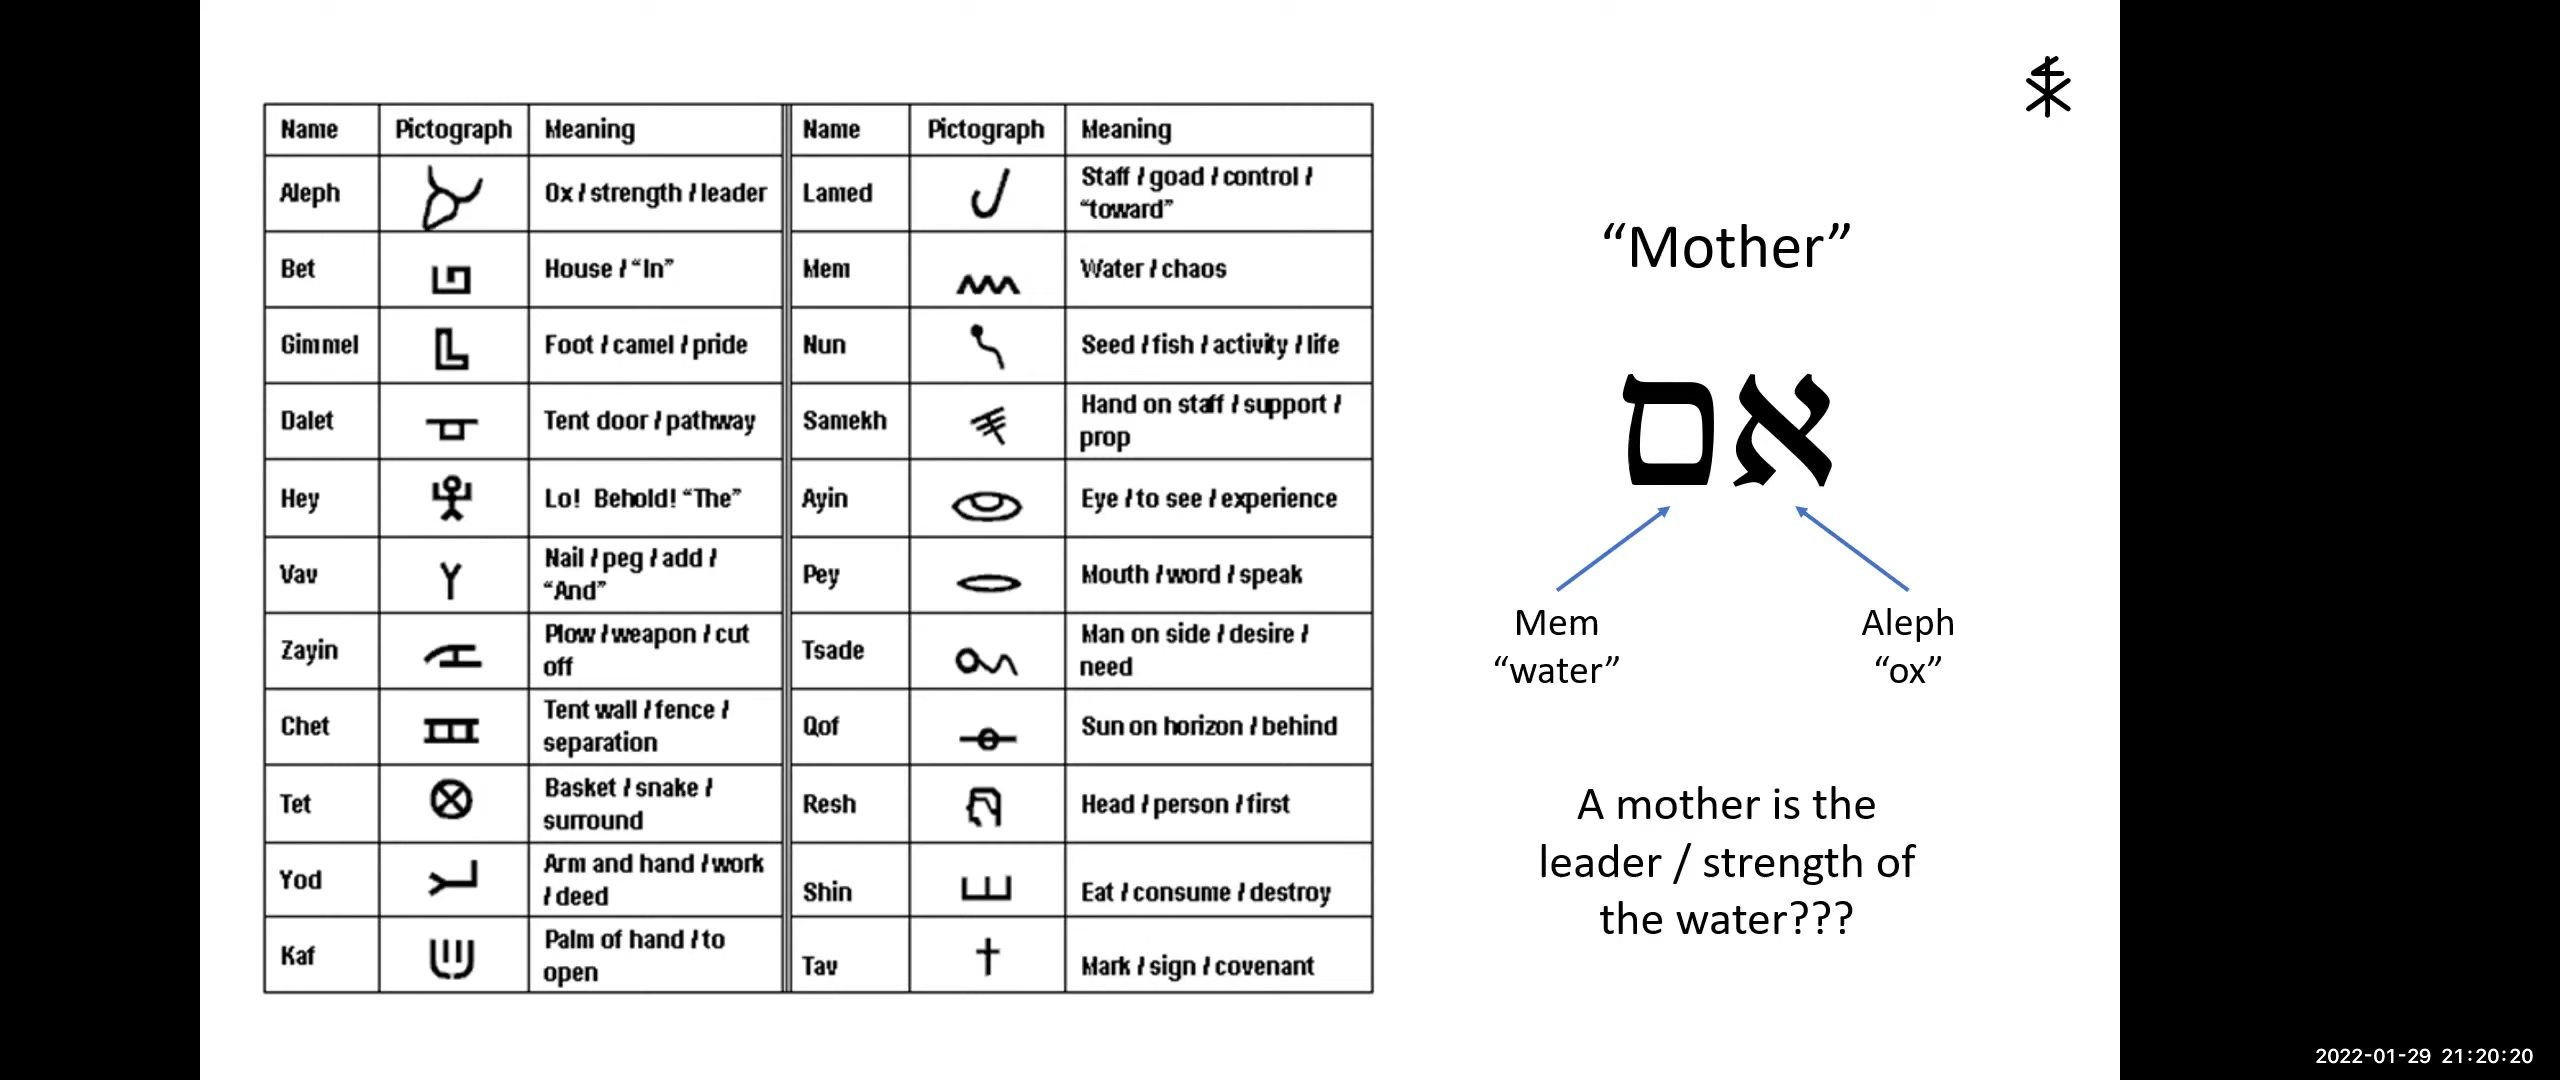 Name Pictograph Meaning Name Pictograph Meaning
Aleph Ox / strength / leader Lamed Staff / goad / control /
“toward”
Bet House / “In” Mem Water / chaos
Gimmel Foot / camel / pride Nun Seed / fish / activity / life
Dalet Tent door / pathway Samekh Hand on staff / support /
prop
Hey Lo! Behold! “The” Ayin Eye / to see / experience
Vav Nail / peg / add /
“And”
Pey Mouth / word / speak
Zayin Plow / weapon / cut
off
Tsade Man on side / desire /
need
Chet Tent wall / fence /
separation
Qof Sun on horizon / behind
Tet Basket / snake /
surround
Resh Head / person / first
Yod Arm and hand / work
/ deed
Shin Eat / consume / destroy
Kaf Palm of hand / to
open
Tav Mark / sign / covenant
“Mother”
אם
Mem Aleph
“water” “ox”
A mother is the
leader / strength of
the water???
2022-01-29 21:20:20